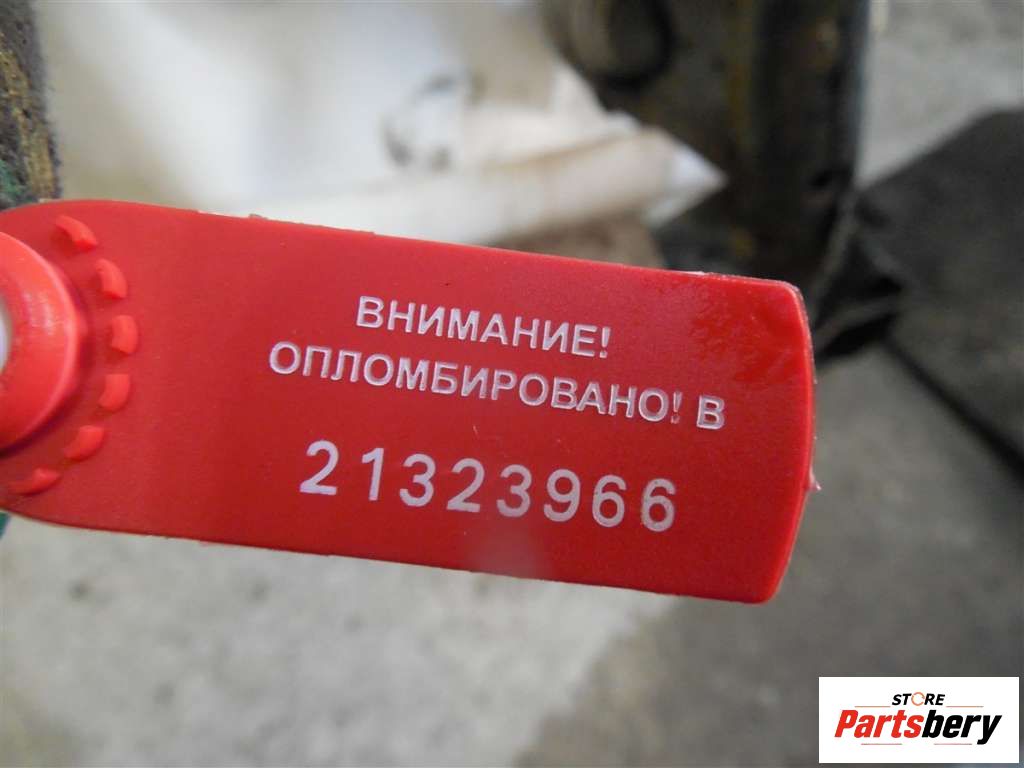 ВНИМАНИЕ!
ОПЛОМБИРОВАНО! В
21323966
STORE
Partsbery